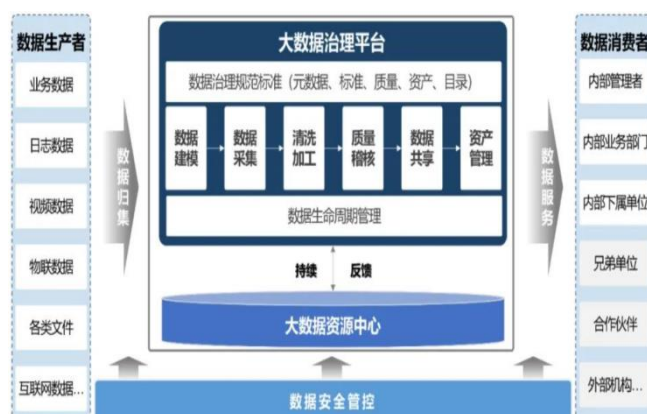 数据生产者
业务数据
日志数据
视频数据
物联数据
各类文件
互联网数据...
数据归集
大数据治理平台
数据治理规范标准（元数据、标准、质量、资产、目录）
数据
建模
数据
采集
清洗
加工
质量
稽核
数据
共享
资产
管理
数据生命周期管理
持续
反馈
大数据资源中心
数据安全管控
数据服务
数据消费者
内部管理者
内部业务部门
内部下属单位
兄弟单位
合作伙伴
外部机构...